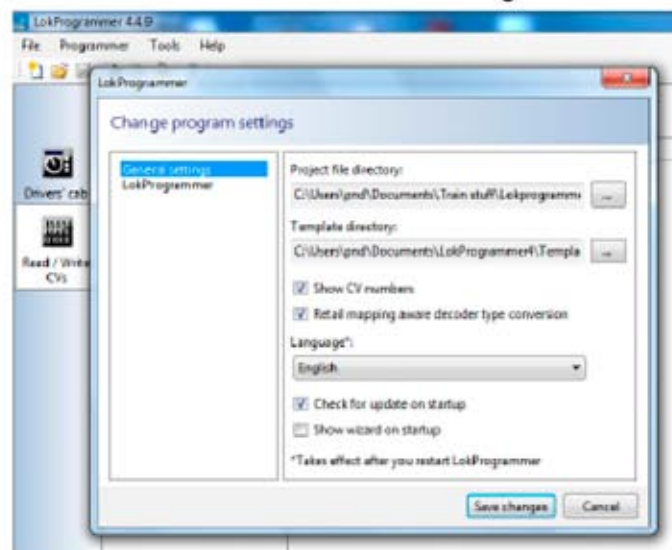 LokProgrammer 4.4.9
File Programmer Tools Help
LokProgrammer
Change program settings
General settings
LokProgrammer
Project file directory:
C:\Users\pnd\Documents\Train stuff\Lokprogramme
...
Template directory:
C:\Users\pnd\Documents\LokProgrammer4\Templa
...
Show CV numbers
Retail mapping aware decoder type conversion
Language*:
English
Check for update on startup
Show wizard on startup
*Takes effect after you restart LokProgrammer
Save changes
Cancel
Drivers' cab
Read / Write
CVs